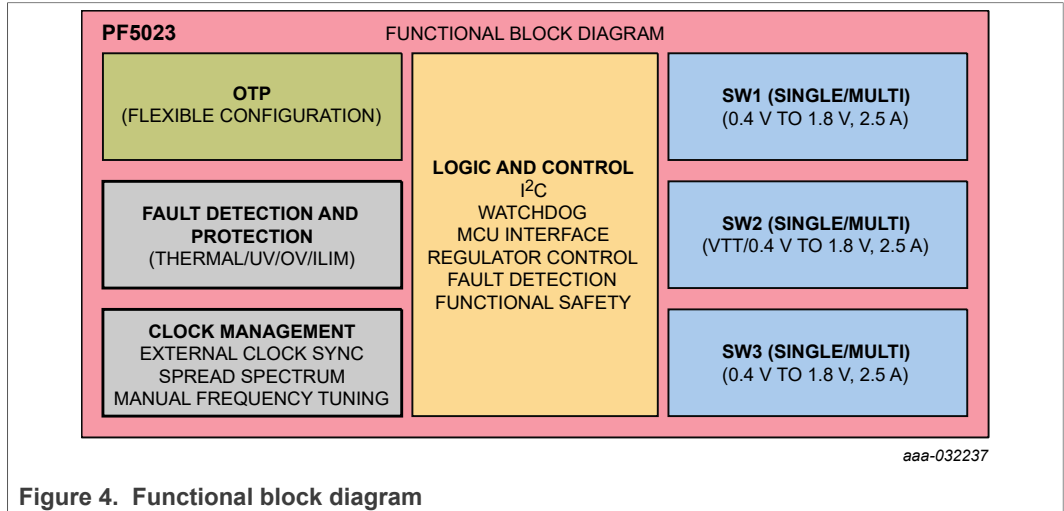 PF5023
FUNCTIONAL BLOCK DIAGRAM
OTP
(FLEXIBLE CONFIGURATION)
FAULT DETECTION AND
PROTECTION
(THERMAL/UV/OV/ILIM)
CLOCK MANAGEMENT
EXTERNAL CLOCK SYNC
SPREAD SPECTRUM
MANUAL FREQUENCY TUNING
LOGIC AND CONTROL
I²C
WATCHDOG
MCU INTERFACE
REGULATOR CONTROL
FAULT DETECTION
FUNCTIONAL SAFETY
SW1 (SINGLE/MULTI)
(0.4 V TO 1.8 V, 2.5 A)
SW2 (SINGLE/MULTI)
(VTT/0.4 V TO 1.8 V, 2.5 A)
SW3 (SINGLE/MULTI)
(0.4 V TO 1.8 V, 2.5 A)
aaa-032237
Figure 4. Functional block diagram